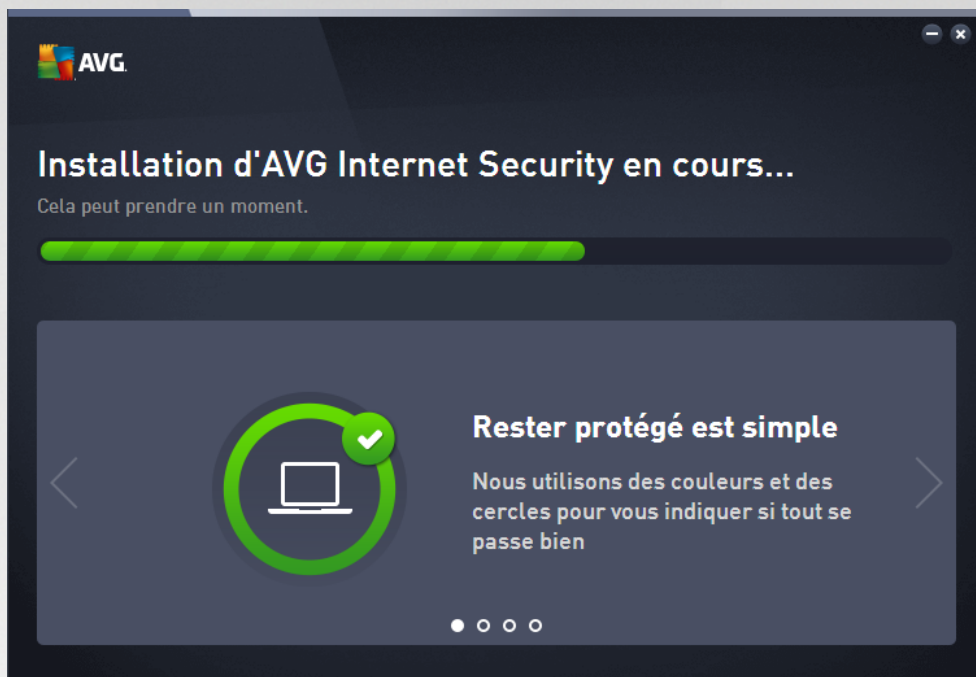 AVG.
Installation d'AVG Internet Security en cours...
Cela peut prendre un moment.
Rester protégé est simple
Nous utilisons des couleurs et des
cercles pour vous indiquer si tout se
passe bien